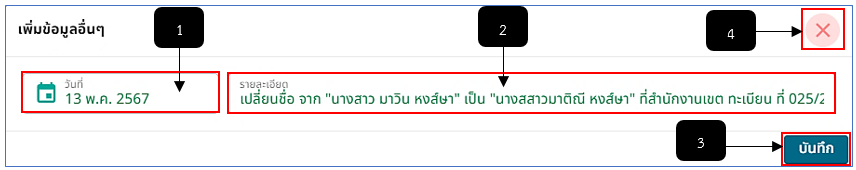 เพิ่มข้อมูลอื่นๆ
1
2
4
วันที่
13 พ.ค. 2567
รายละเอียด
เปลี่ยนชื่อ จาก "นางสาว มาวิน หงส์ษา" เป็น "นางสสาวมาติณี หงส์ษา" ที่สำนักงานเขต ทะเบียน ที่ 025/2
3
บันทึก